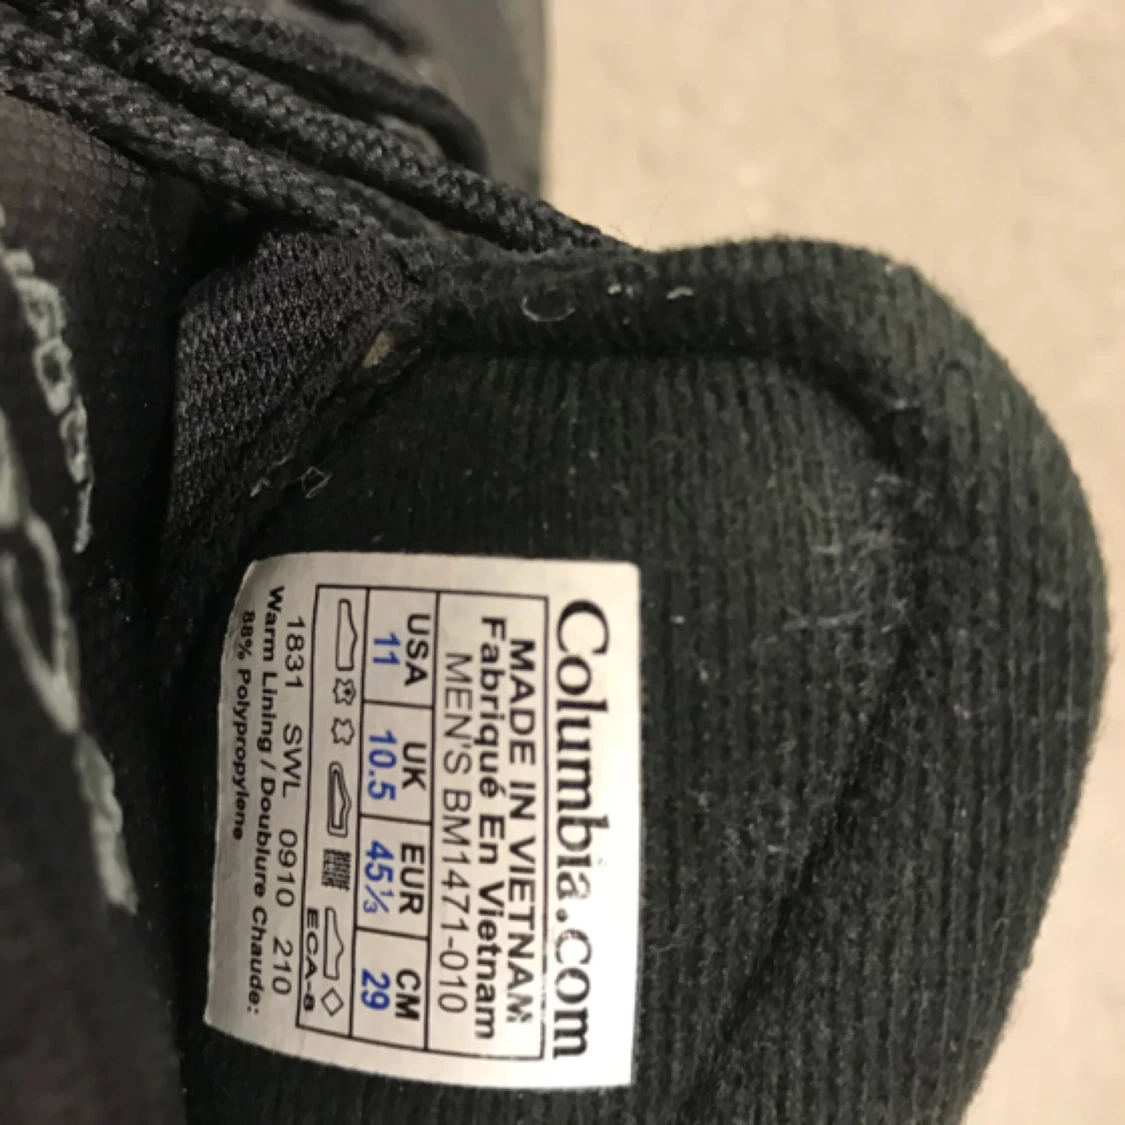 Columbia.com
MADE IN VIETNAM
Fabriqué En Vietnam
MEN'S BM1471-010
USA UK EUR CM
11 10.5 45⅓ 29
ECA-a
1831 SWL 0910 210
Warm Lining / Doublure Chaude:
88% Polypropylene